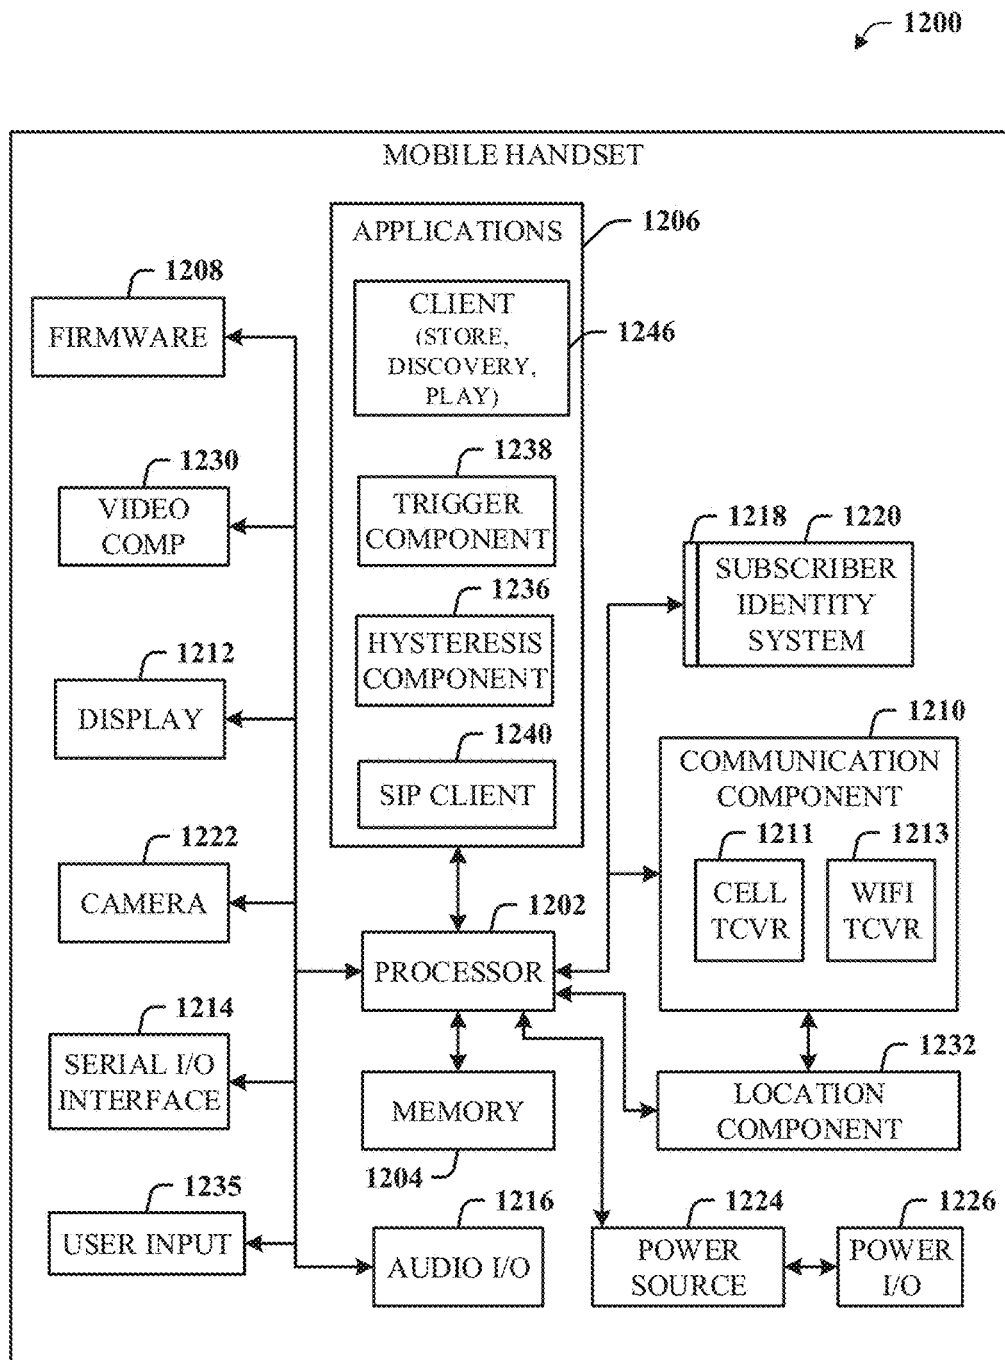 1200
MOBILE HANDSET
1206
APPLICATIONS
1208
FIRMWARE
CLIENT
(STORE,
DISCOVERY,
PLAY)
1246
1230
VIDEO
COMP
1238
TRIGGER
COMPONENT
1218
1220
SUBSCRIBER
IDENTITY
SYSTEM
1236
HYSTERESIS
COMPONENT
1212
DISPLAY
1240
SIP CLIENT
1210
COMMUNICATION
COMPONENT
1211
CELL
TCVR
1213
WIFI
TCVR
1222
CAMERA
1202
PROCESSOR
1214
SERIAL I/O
INTERFACE
MEMORY
1204
1232
LOCATION
COMPONENT
1235
USER INPUT
1216
AUDIO I/O
1224
POWER
SOURCE
1226
POWER
I/O